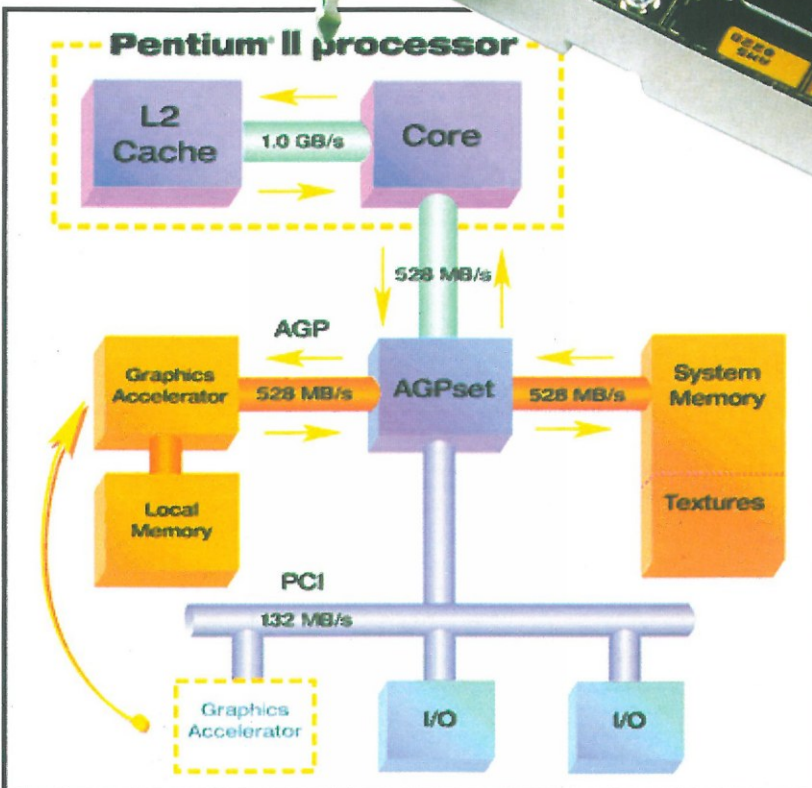 Pentium® II processor
L2
Cache
1.0 GB/s
Core
528 MB/s
AGP
Graphics
Accelerator
528 MB/s
AGPset
528 MB/s
System
Memory
Local
Memory
Textures
PCI
132 MB/s
Graphics
Accelerator
I/O
I/O